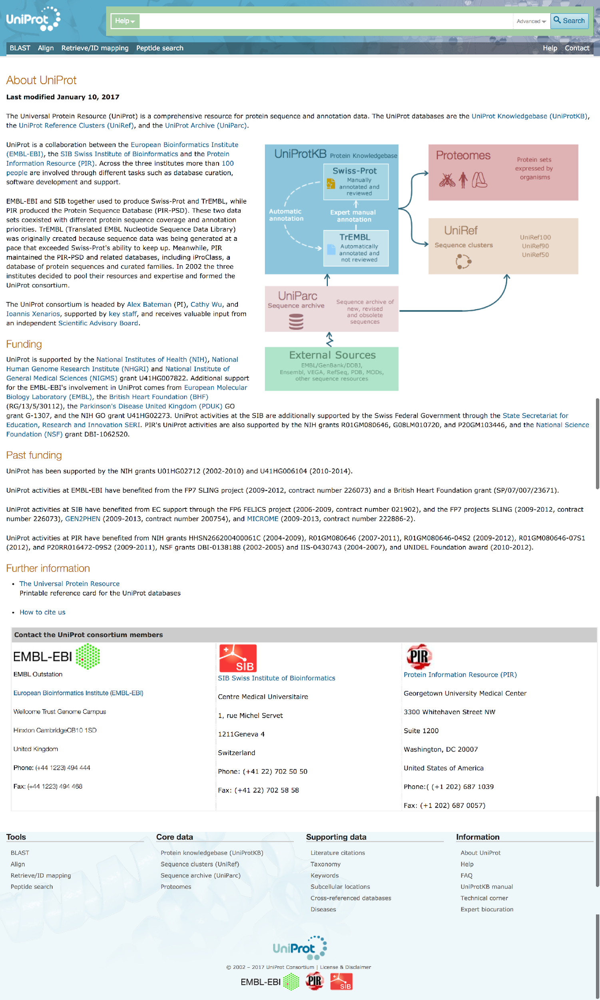 UniProt
Help
Advanced
Search
BLAST Align Retrieve/ID mapping Peptide search Help Contact
About UniProt
Last modified January 10, 2017
The Universal Protein Resource (UniProt) is a comprehensive resource for protein sequence and annotation data. The UniProt databases are the UniProt Knowledgebase (UniProtKB),
the UniProt Reference Clusters (UniRef), and the UniProt Archive (UniParc).
UniProt is a collaboration between the European Bioinformatics Institute
(EMBL-EBI), the SIB Swiss Institute of Bioinformatics and the Protein
Information Resource (PIR). Across the three institutes more than 100
people are involved through different tasks such as database curation,
software development and support.
EMBL-EBI and SIB together used to produce Swiss-Prot and TrEMBL, while
PIR produced the Protein Sequence Database (PIR-PSD). These two data
sets coexisted with different protein sequence coverage and annotation
priorities. TrEMBL (Translated EMBL Nucleotide Sequence Data Library)
was originally created because sequence data was being generated at a
pace that exceeded Swiss-Prot's ability to keep up. Meanwhile, PIR
maintained the PIR-PSD and related databases, including iProClass, a
database of protein sequences and curated families. In 2002 the three
institutes decided to pool their resources and expertise and formed the
UniProt consortium.
The UniProt consortium is headed by Alex Bateman (PI), Cathy Wu, and
Ioannis Xenarios, supported by key staff, and receives valuable input from
an independent Scientific Advisory Board.
UniProtKB Protein Knowledgebase
Swiss-Prot
Manually
annotated and
reviewed
Automatic
annotation
Expert manual
annotation
TrEMBL
Automatically
annotated and
not reviewed
Proteomes
Protein sets
expressed by
organisms
UniRef
Sequence clusters
UniRef100
UniRef90
UniRef50
UniParc
Sequence archive
Sequence archive of
new, revised
and obsolete
sequences
External Sources
EMBL/GenBank/DDBJ,
Ensembl, VEGA, RefSeq, PDB, MODs,
other sequence resources
Funding
UniProt is supported by the National Institutes of Health (NIH), National
Human Genome Research Institute (NHGRI) and National Institute of
General Medical Sciences (NIGMS) grant U41HG007822. Additional support
for the EMBL-EBI's involvement in UniProt comes from European Molecular
Biology Laboratory (EMBL), the British Heart Foundation (BHF)
(RG/13/5/30112), the Parkinson's Disease United Kingdom (PDUK) GO
grant G-1307, and the NIH GO grant U41HG02273. UniProt activities at the SIB are additionally supported by the Swiss Federal Government through the State Secretariat for
Education, Research and Innovation SERI. PIR's UniProt activities are also supported by the NIH grants R01GM080646, G08LM010720, and P20GM103446, and the National Science
Foundation (NSF) grant DBI-1062520.
Past funding
UniProt has been supported by the NIH grants U01HG02712 (2002-2010) and U41HG006104 (2010-2014).
UniProt activities at EMBL-EBI have benefited from the FP7 SLING project (2009-2012, contract number 226073) and a British Heart Foundation grant (SP/07/007/23671).
UniProt activities at SIB have benefited from EC support through the FP6 FELICS project (2006-2009, contract number 021902), and the FP7 projects SLING (2009-2012, contract
number 226073), GEN2PHEN (2009-2013, contract number 200754), and MICROME (2009-2013, contract number 222886-2).
UniProt activities at PIR have benefited from NIH grants HHSN266200400061C (2004-2009), R01GM080646 (2007-2011), R01GM080646-04S2 (2009-2012), R01GM080646-07S1
(2012), and P20RR016472-09S2 (2009-2011), NSF grants DBI-0138188 (2002-2005) and IIS-0430743 (2004-2007), and UNIDEL Foundation award (2010-2012).
Further information
• The Universal Protein Resource
Printable reference card for the UniProt databases
• How to cite us
Contact the UniProt consortium members
EMBL-EBI
EMBL Outstation
European Bioinformatics Institute (EMBL-EBI)
Wellcome Trust Genome Campus
Hinxton CambridgeCB10 1SD
United Kingdom
Phone: (+44 1223) 494 444
Fax: (+44 1223) 494 468
SIB
SIB Swiss Institute of Bioinformatics
Centre Medical Universitaire
1, rue Michel Servet
1211Geneva 4
Switzerland
Phone: (+41 22) 702 50 50
Fax: (+41 22) 702 58 58
PIR
Protein Information Resource (PIR)
Georgetown University Medical Center
3300 Whitehaven Street NW
Suite 1200
Washington, DC 20007
United States of America
Phone:( (+1 202) 687 1039
Fax: (+1 202) 687 0057)
Tools
BLAST
Align
Retrieve/ID mapping
Peptide search
Core data
Protein knowledgebase (UniProtKB)
Sequence clusters (UniRef)
Sequence archive (UniParc)
Proteomes
Supporting data
Literature citations
Taxonomy
Keywords
Subcellular locations
Cross-referenced databases
Diseases
Information
About UniProt
Help
FAQ
UniProtKB manual
Technical corner
Expert biocuration
UniProt
© 2002 – 2017 UniProt Consortium | License & Disclaimer
EMBL-EBI PIR SIB